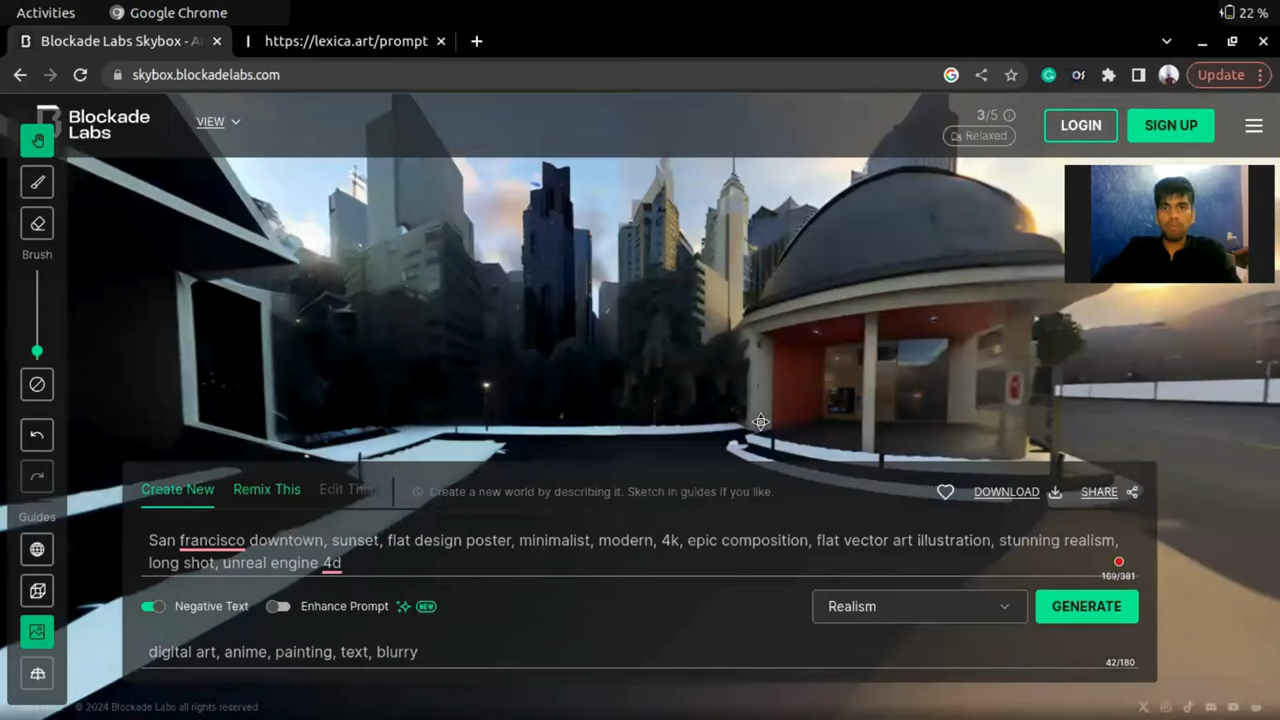 Activities
Google Chrome
22 %
Blockade Labs Skybox - A
https://lexica.art/prompt
skybox.blockadelabs.com
Update
Blockade
Labs
VIEW
3/5
Relaxed
LOGIN
SIGN UP
Brush
Guides
Create New
Remix This
Edit This
Create a new world by describing it. Sketch in guides if you like.
DOWNLOAD
SHARE
San francisco downtown, sunset, flat design poster, minimalist, modern, 4k, epic composition, flat vector art illustration, stunning realism,
long shot, unreal engine 4d
169/381
Negative Text
Enhance Prompt
NEW
Realism
GENERATE
digital art, anime, painting, text, blurry
42/180
© 2024 Blockade Labs all rights reserved